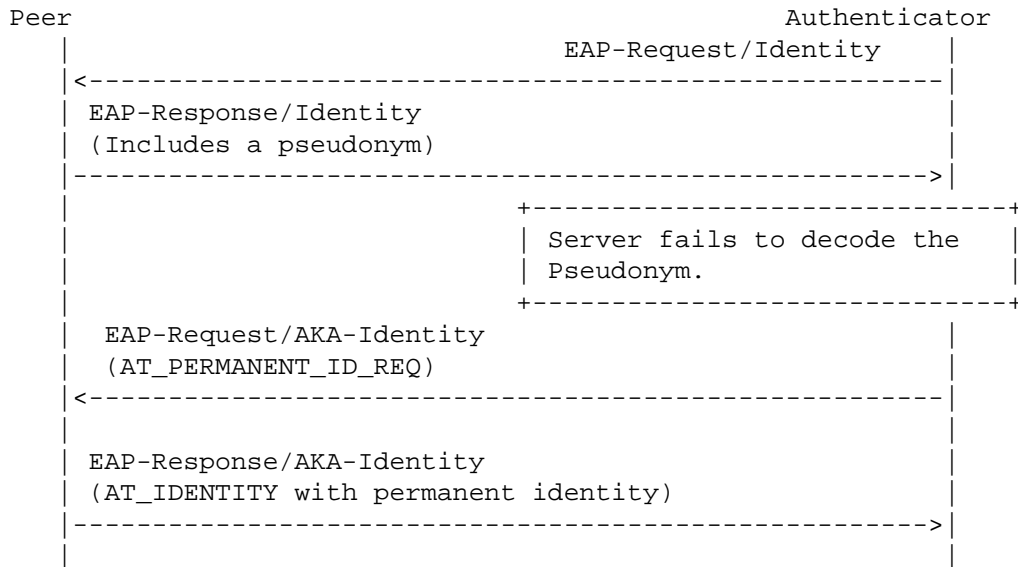 Peer Authenticator
EAP-Request/Identity
EAP-Response/Identity
(Includes a pseudonym)
Server fails to decode the
Pseudonym.
EAP-Request/AKA-Identity
(AT_PERMANENT_ID_REQ)
EAP-Response/AKA-Identity
(AT_IDENTITY with permanent identity)